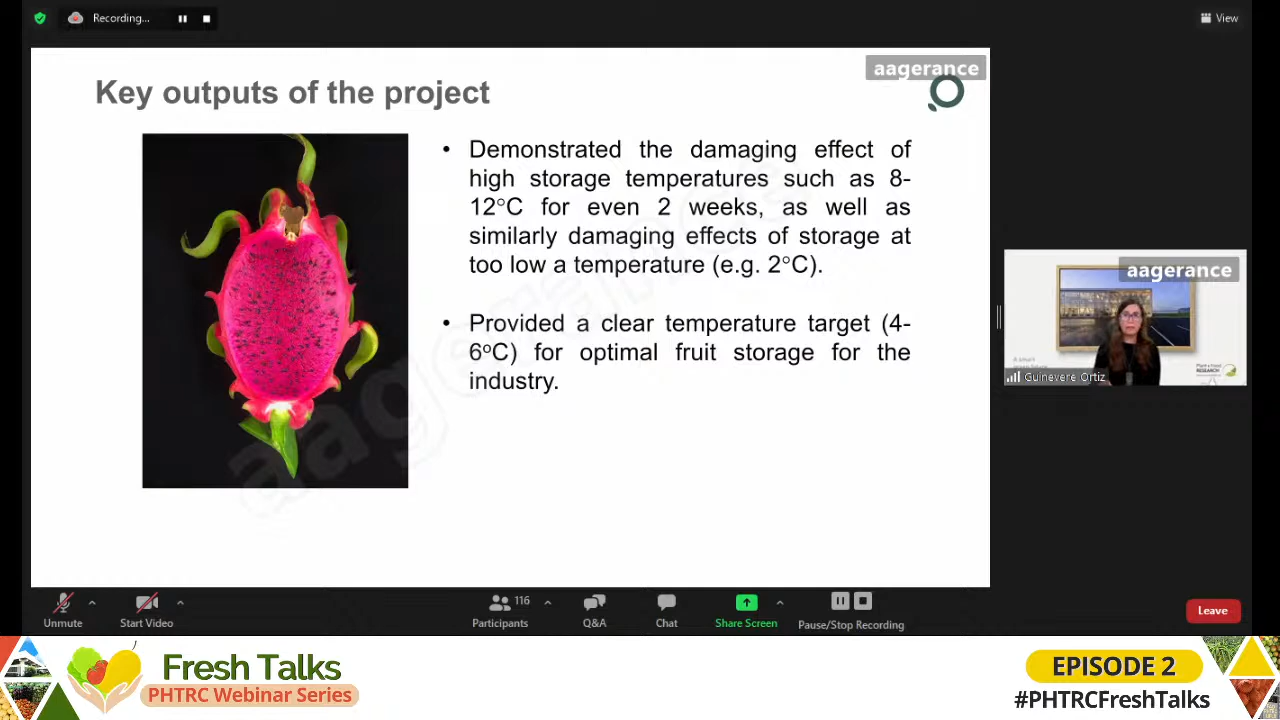 Recording...
View
aagerance
Key outputs of the project
• Demonstrated the damaging effect of
high storage temperatures such as 8-
12°C for even 2 weeks, as well as
similarly damaging effects of storage at
too low a temperature (e.g. 2°C).
• Provided a clear temperature target (4-
6°C) for optimal fruit storage for the
industry.
aagerance
aagerance
Guinevere Ortiz
RESEARCH
Unmute
Start Video
116
Participants
Q&A
Chat
Share Screen
Pause/Stop Recording
Leave
Fresh Talks
PHTRC Webinar Series
EPISODE 2
#PHTRCFreshTalks